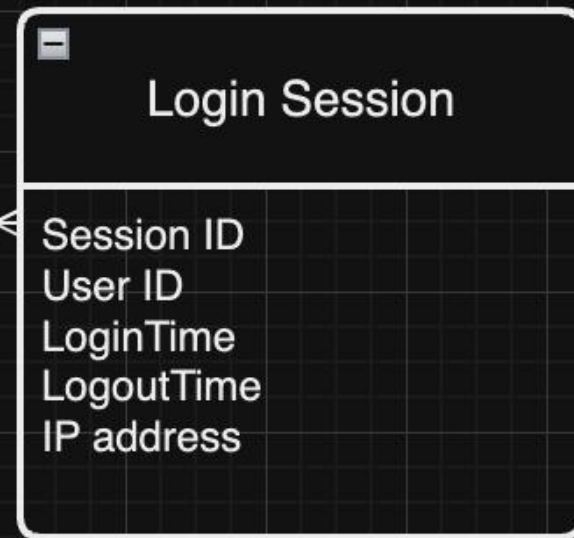 Login Session
Session ID
User ID
LoginTime
LogoutTime
IP address